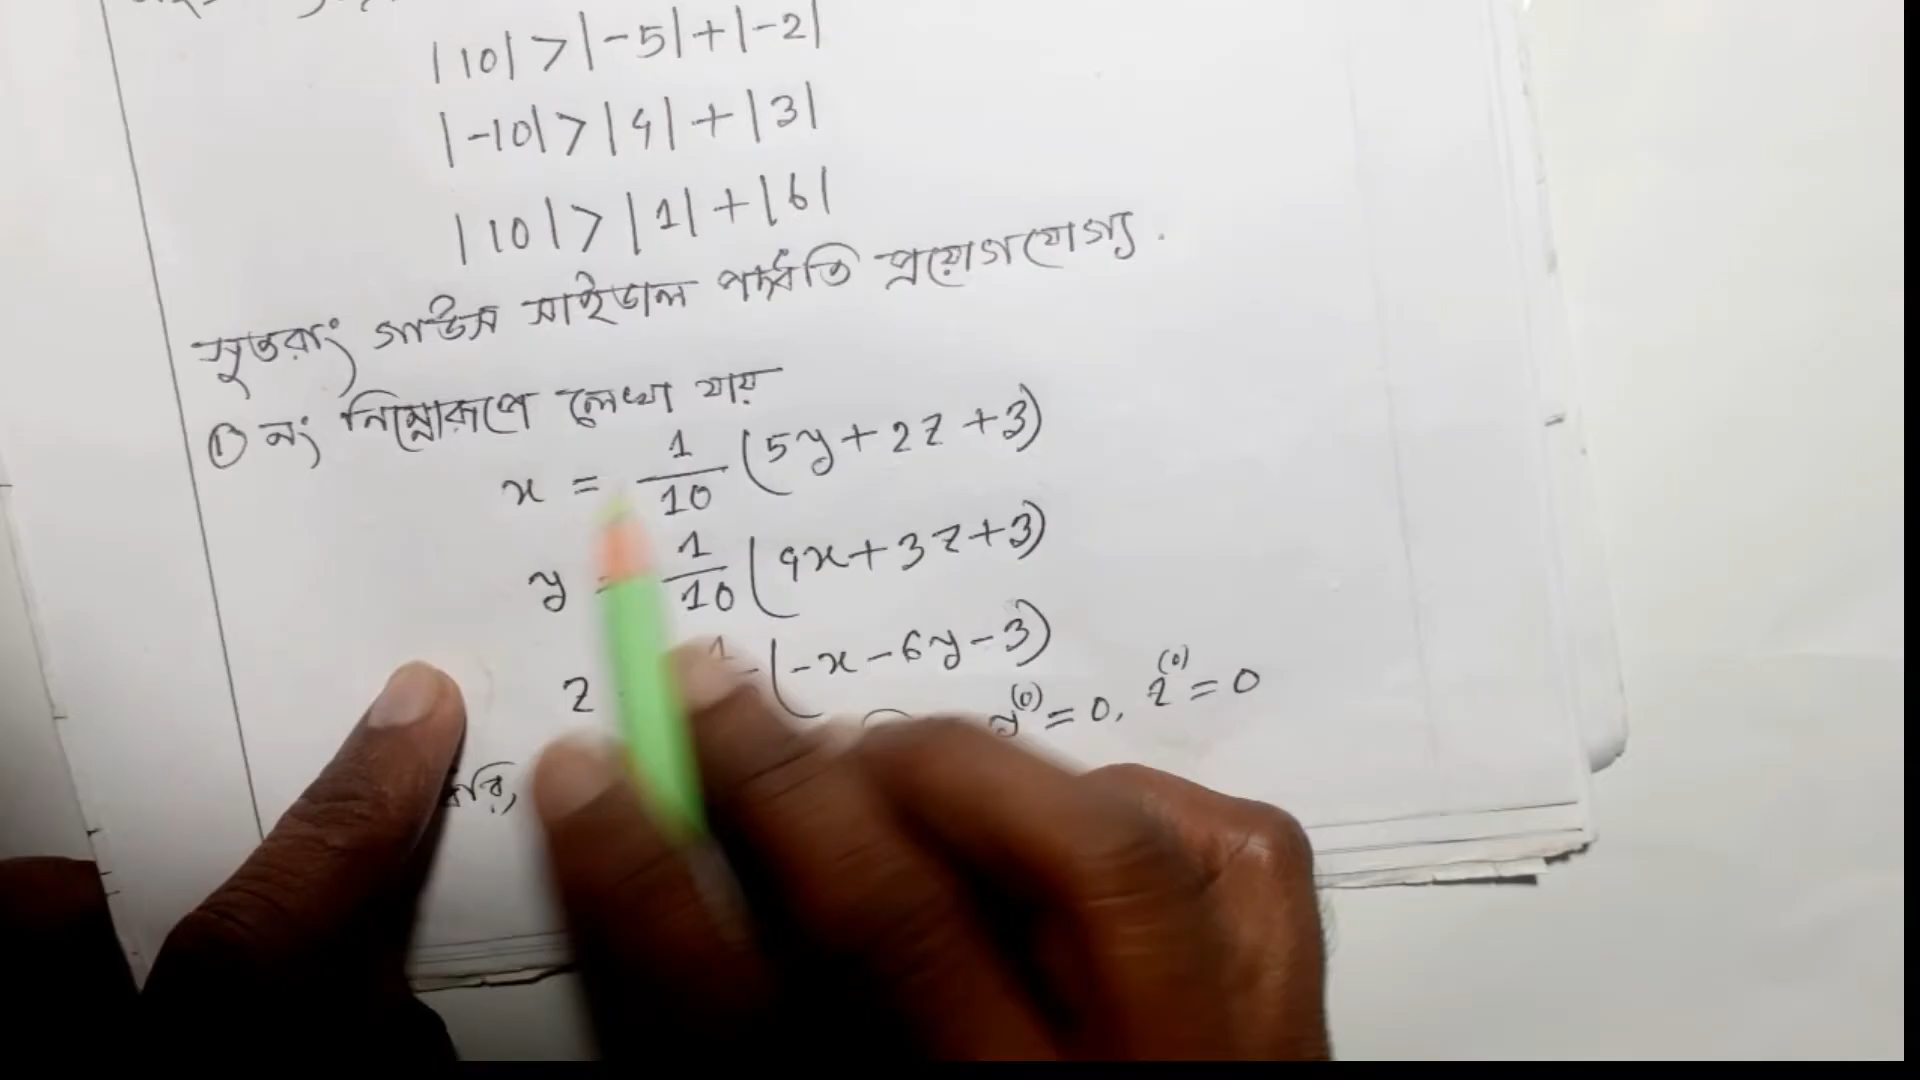 |10| > |-5| + |-2|
|-10| > |4| + |3|
|10| > |1| + |6|
সুতরাং গাউস সাইডাল পদ্ধতি প্রয়োগযোগ্য.
① নং নিম্নোরূপে লেখা যায়
x = 1/10 (5y + 2z + 3)
y = 1/10 (4x + 3z + 3)
z (-x - 6y - 3)
y⁽⁰⁾ = 0, z⁽⁰⁾ = 0